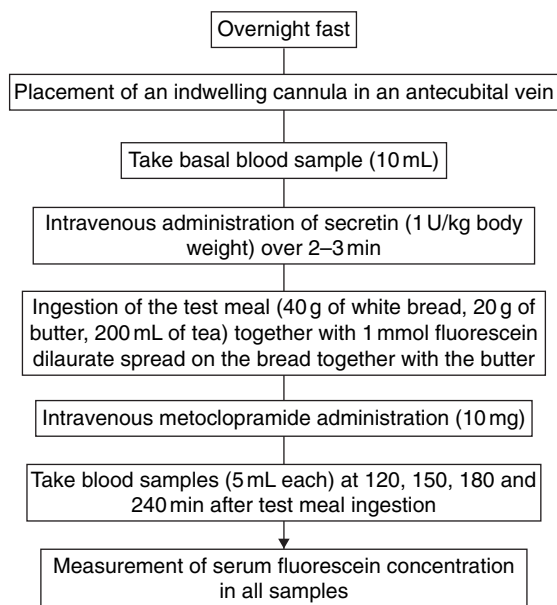 Overnight fast
Placement of an indwelling cannula in an antecubital vein
Take basal blood sample (10 mL)
Intravenous administration of secretin (1 U/kg body
weight) over 2–3 min
Ingestion of the test meal (40 g of white bread, 20 g of
butter, 200 mL of tea) together with 1 mmol fluorescein
dilaurate spread on the bread together with the butter
Intravenous metoclopramide administration (10 mg)
Take blood samples (5 mL each) at 120, 150, 180 and
240 min after test meal ingestion
Measurement of serum fluorescein concentration
in all samples